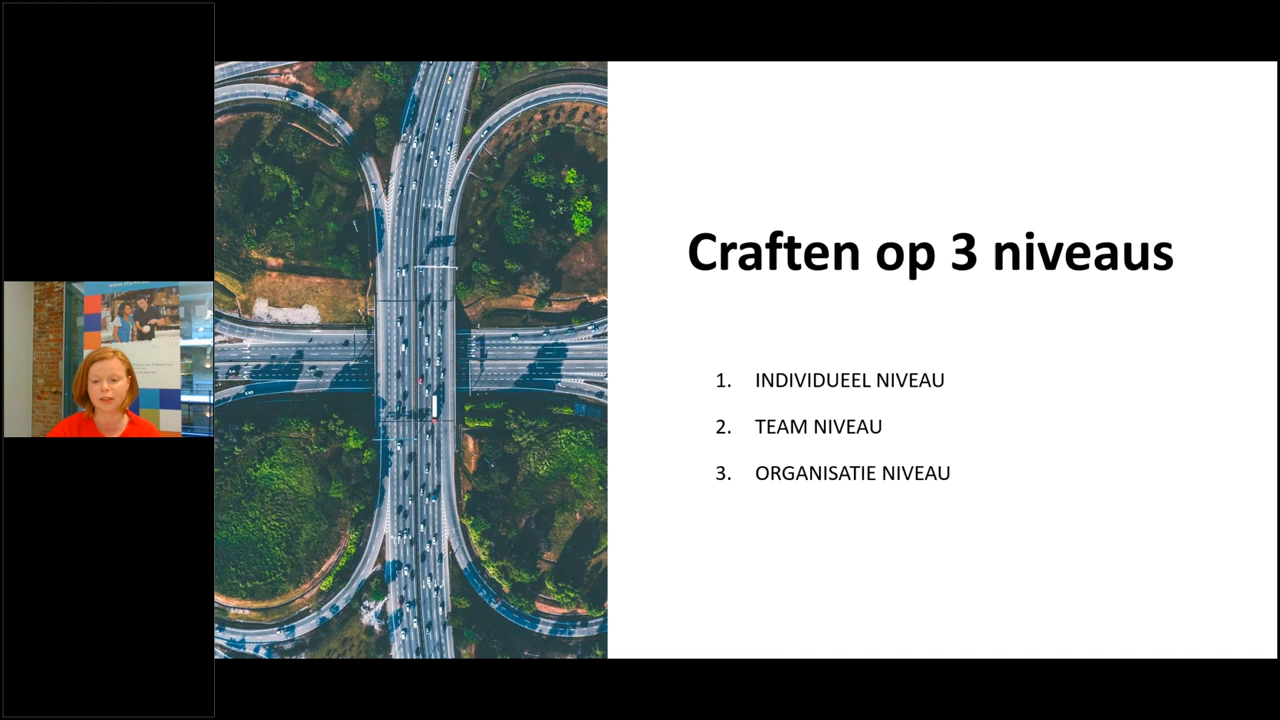 Craften op 3 niveaus
1. INDIVIDUEEL NIVEAU
2. TEAM NIVEAU
3. ORGANISATIE NIVEAU